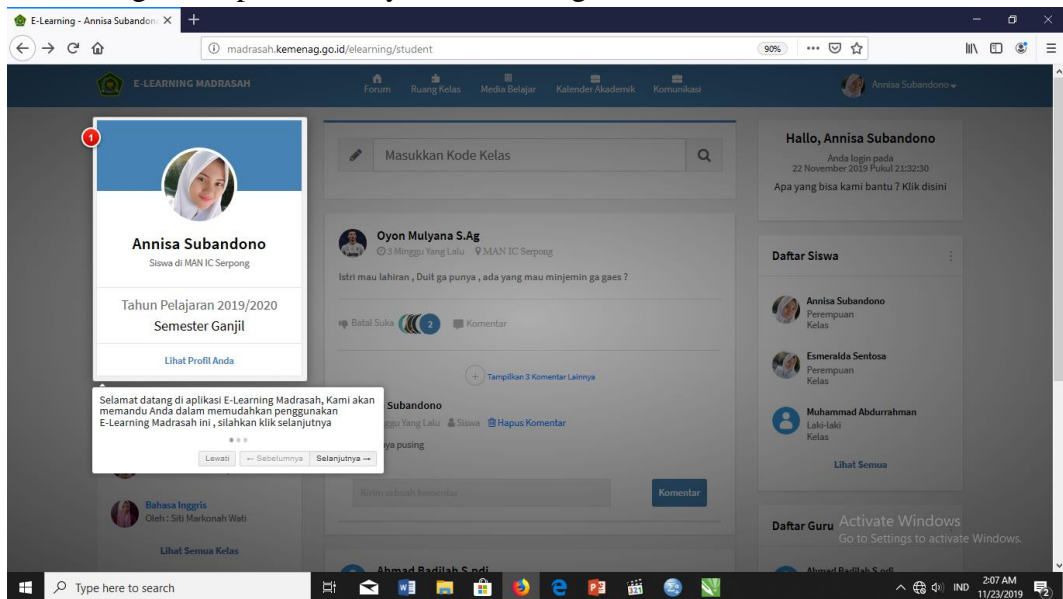 E-Learning - Annisa Subandon
madrasah.kemenag.go.id/elearning/student
90%
E-LEARNING MADRASAH
Forum Ruang Kelas Media Belajar Kalender Akademik Komunikasi
Annisa Subandono
1
Annisa Subandono
Siswa di MAN IC Serpong
Tahun Pelajaran 2019/2020
Semester Ganjil
Lihat Profil Anda
Selamat datang di aplikasi E-Learning Madrasah, Kami akan
memandu Anda dalam memudahkan penggunakan
E-Learning Madrasah ini , silahkan klik selanjutnya
Lewati ← Sebelumnya Selanjutnya →
Bahasa Inggris
Oleh : Siti Markonah Wati
Lihat Semua Kelas
Masukkan Kode Kelas
Oyon Mulyana S.Ag
3 Minggu Yang Lalu MAN IC Serpong
Istri mau lahiran , Duit ga punya , ada yang mau minjemin ga gaes ?
Batal Suka 2 Komentar
Tampilkan 3 Komentar Lainnya
Subandono
Yang Lalu Siswa Hapus Komentar
pusing
Kirim sebuah komentar
Komentar
Ahmad Badilah S.pdi
Hallo, Annisa Subandono
Anda login pada
22 November 2019 Pukul 21:32:30
Apa yang bisa kami bantu ? Klik disini
Daftar Siswa
Annisa Subandono
Perempuan
Kelas
Esmeralda Sentosa
Perempuan
Kelas
Muhammad Abdurrahman
Laki-laki
Kelas
Lihat Semua
Daftar Guru
Ahmad Badilah S.pdi
Activate Windows
Go to Settings to activate Windows.
Type here to search
IND
2:07 AM
11/23/2019
2